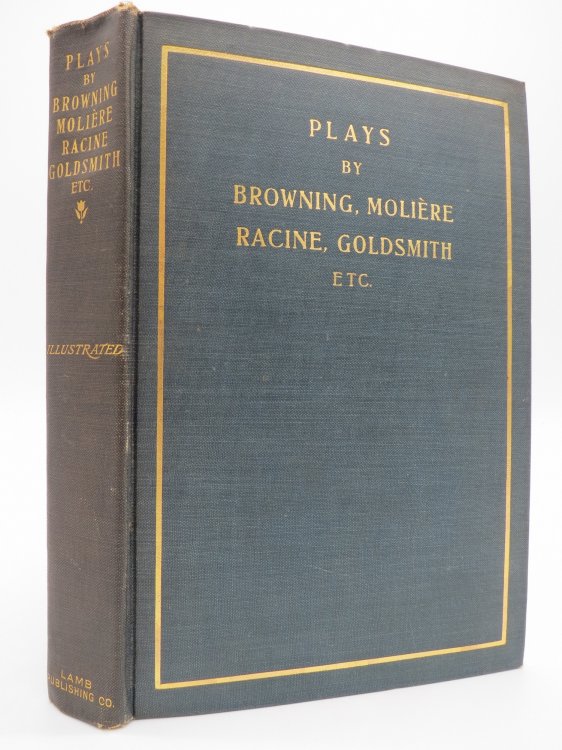 PLAYS
BY
BROWNING
MOLIÈRE
RACINE
GOLDSMITH
ETC.
ILLUSTRATED
LAMB
PUBLISHING CO.
PLAYS
BY
BROWNING, MOLIÈRE
RACINE, GOLDSMITH
ETC.